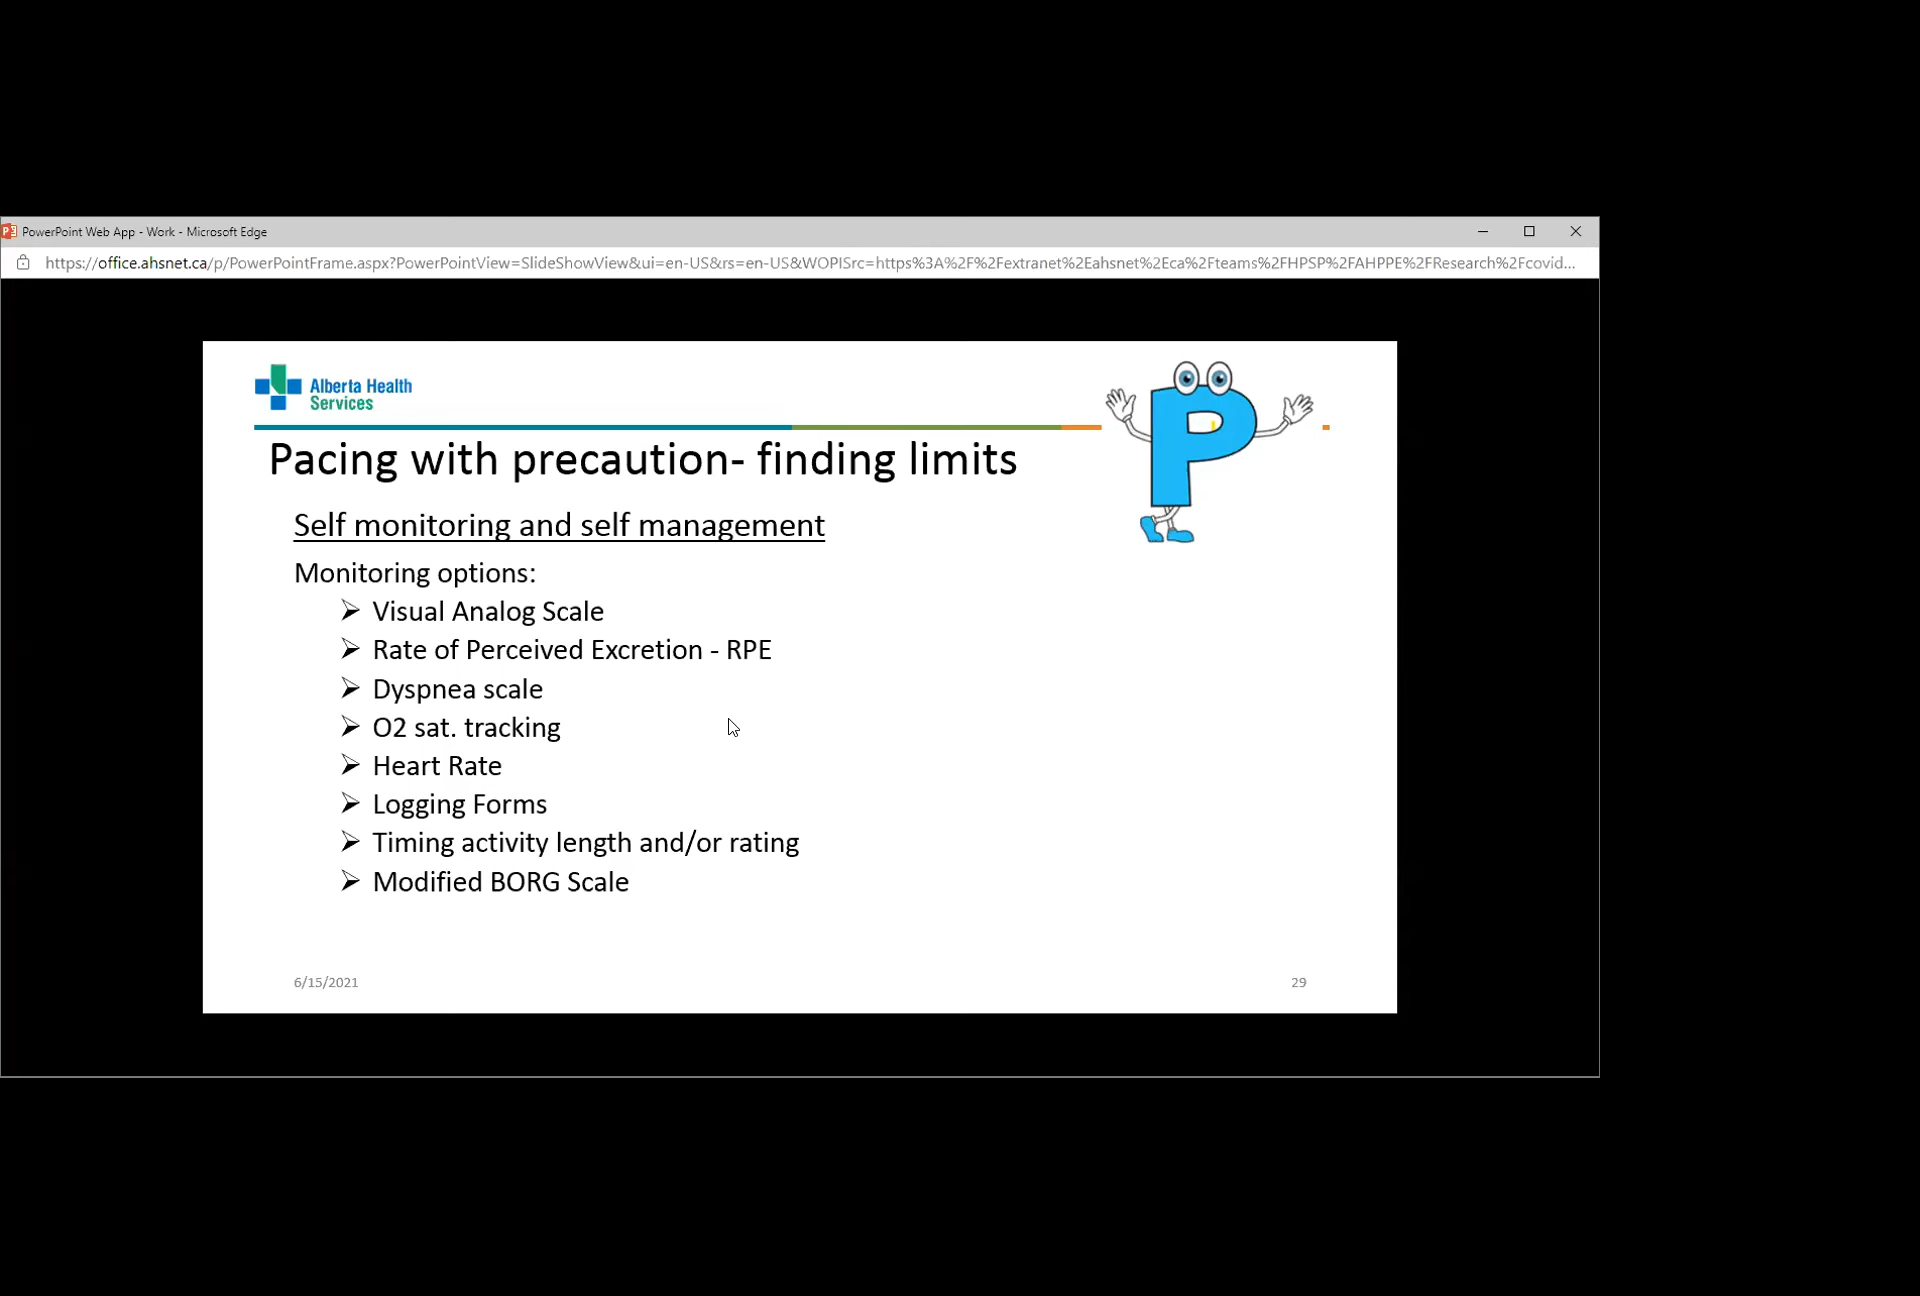 PowerPoint Web App - Work - Microsoft Edge
https://office.ahsnet.ca/p/PowerPointFrame.aspx?PowerPointView=SlideShowView&ui=en-US&rs=en-US&WOPISrc=https%3A%2F%2Fextranet%2Eahsnet%2Eca%2Fteams%2FHPSP%2FAHPPE%2FResearch%2Fcovid...
Alberta Health
Services
P
Pacing with precaution- finding limits
Self monitoring and self management
Monitoring options:
➢ Visual Analog Scale
➢ Rate of Perceived Excretion - RPE
➢ Dyspnea scale
➢ O2 sat. tracking
➢ Heart Rate
➢ Logging Forms
➢ Timing activity length and/or rating
➢ Modified BORG Scale
6/15/2021
29